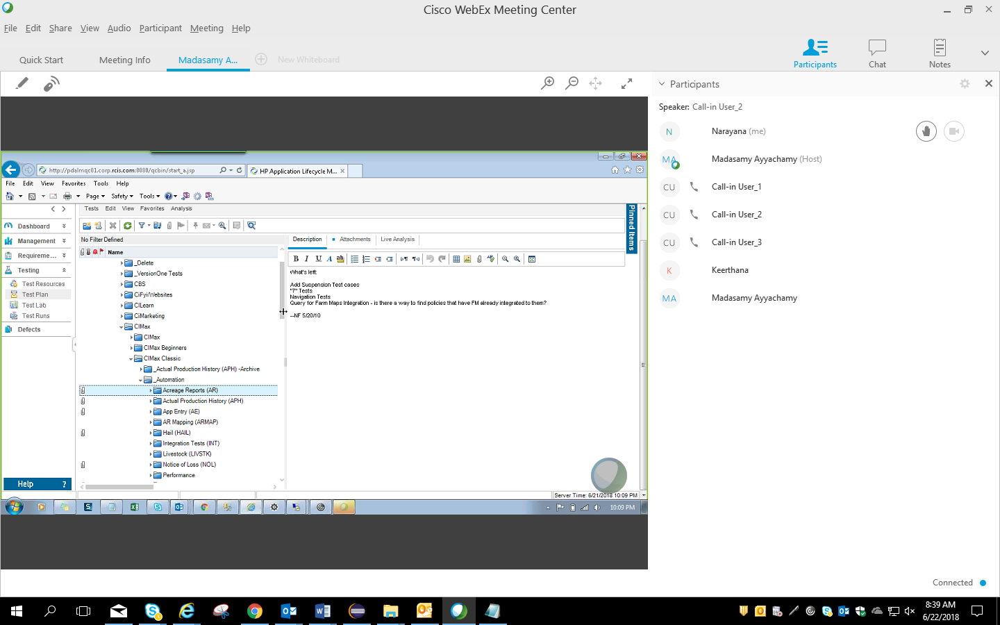 Cisco WebEx Meeting Center
File Edit Share View Audio Participant Meeting Help
Quick Start Meeting Info Madasamy A... New Whiteboard
Participants Chat Notes
Participants
Speaker: Call-in User_2
N Narayana (me)
MA Madasamy Ayyachamy (Host)
CU Call-in User_1
CU Call-in User_2
CU Call-in User_3
K Keerthana
MA Madasamy Ayyachamy
Connected
http://pdalmqc01.corp.rcis.com:8080/qcbin/start_a.jsp
HP Application Lifecycle M...
File Edit View Favorites Tools Help
Page Safety Tools
Tests Edit View Favorites Analysis
Dashboard
Management
Requireme...
Testing
Test Resources
Test Plan
Test Lab
Test Runs
Defects
Help ?
No Filter Defined
Name
_Delete
_VersionOne Tests
CBS
CiFyi/Websites
CILearn
CiMarketing
CIMax
CIMax
CIMax Beginners
CIMax Classic
_Actual Production History (APH) -Archive
_Automation
Acreage Reports (AR)
Actual Production History (APH)
App Entry (AE)
AR Mapping (ARMAP)
Hail (HAIL)
Integration Tests (INT)
Livestock (LIVSTK)
Notice of Loss (NOL)
Performance
Description Attachments Live Analysis
B I U A ab
What's left:
Add Suspension Test cases
"7" Tests
Navigation Tests
Query for Farm Maps Integration - is there a way to find policies that have FM already integrated to them?
--NF 5/20/10
Pinned Items
Server Time: 6/21/2018 10:09 PM
10:09 PM
8:39 AM
6/22/2018